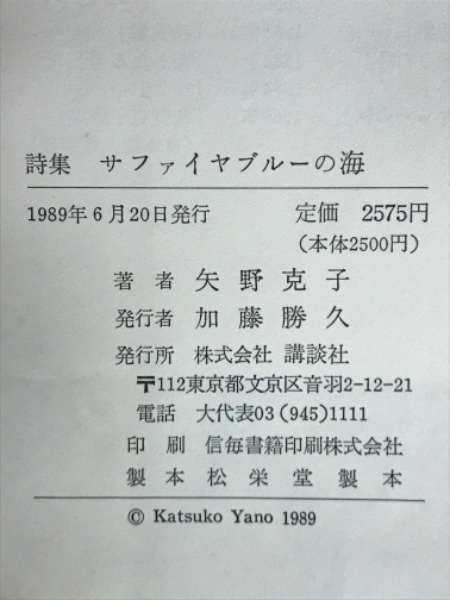 詩集　サファイヤブルーの海
1989年6月20日発行　定価　2575円
（本体2500円）
著者　矢野克子
発行者　加藤勝久
発行所　株式会社 講談社
〒112東京都文京区音羽2-12-21
電話　大代表03(945)1111
印刷　信毎書籍印刷株式会社
製本松栄堂製本
© Katsuko Yano 1989